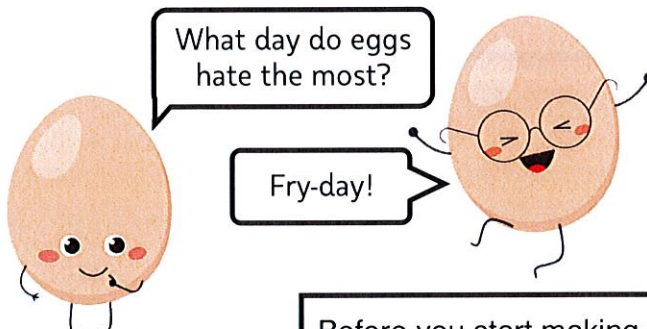 What day do eggs
hate the most?
Fry-day!
Before you start making